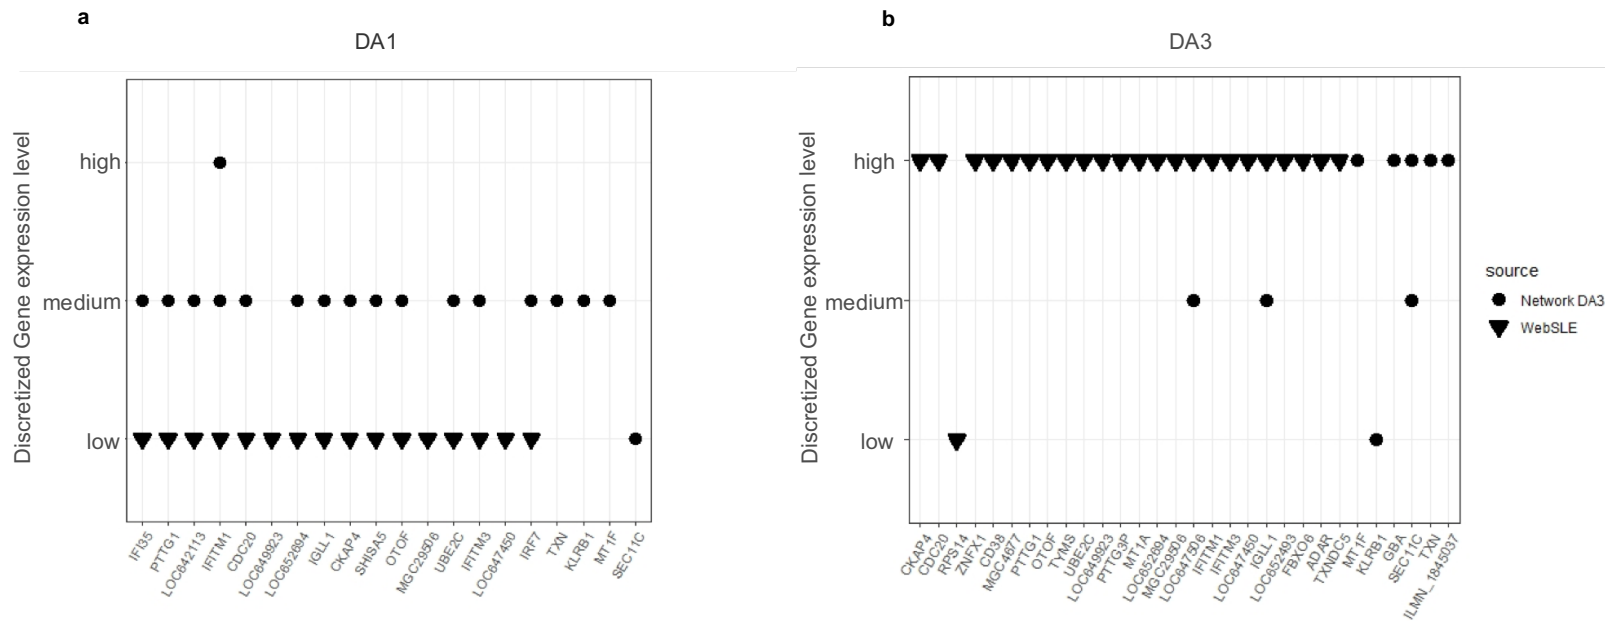 a
DA1
Discretized Gene expression level
high
medium
low
IFI35
PTTG1
LOC642113
IFITM1
CDC20
LOC649923
LOC652694
IGLL1
CKAP4
SHISA5
OTOF
MGC29506
UBE2C
IFITM3
LOC647450
IRF7
TXN
KLRB1
MT1F
SEC11C
b
DA3
Discretized Gene expression level
high
medium
low
CKAP4
CDC20
RPS14
ZNFX1
CD38
MGC4677
PTTG1
OTOF
TYMS
UBE2C
LOC649923
PTTG3P
MT1A
LOC652694
MGC29506
LOC647506
IFITM1
IFITM3
LOC647450
IGLL1
LOC652493
FBXO6
ADAR
TXNDC5
MT1F
KLRB1
GBA
SEC11C
TXN
ILMN_1845037
source
Network DA3
WebSLE